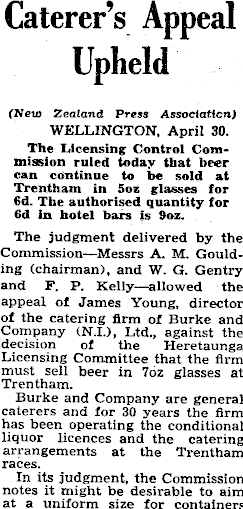 Caterer's Appeal
Upheld
(New Zealand Press Association)
WELLINGTON, April 30.
The Licensing Control Com-
mission ruled today that beer
can continue to be sold at
Trentham in 5oz glasses for
6d. The authorised quantity for
6d in hotel bars is 9oz.
The judgment delivered by the
Commission—Messrs A. M. Gould-
ing (chairman), and W. G. Gentry
and F. P. Kelly—allowed the
appeal of James Young, director
of the catering firm of Burke and
Company (N.I.), Ltd., against the
decision of the Heretaunga
Licensing Committee that the firm
must sell beer in 7oz glasses at
Trentham.
Burke and Company are general
caterers and for 30 years the firm
has been operating the conditional
liquor licences and the catering
arrangements at the Trentham
races.
In its judgment, the Commission
notes it might be desirable to aim
at a uniform size for containers